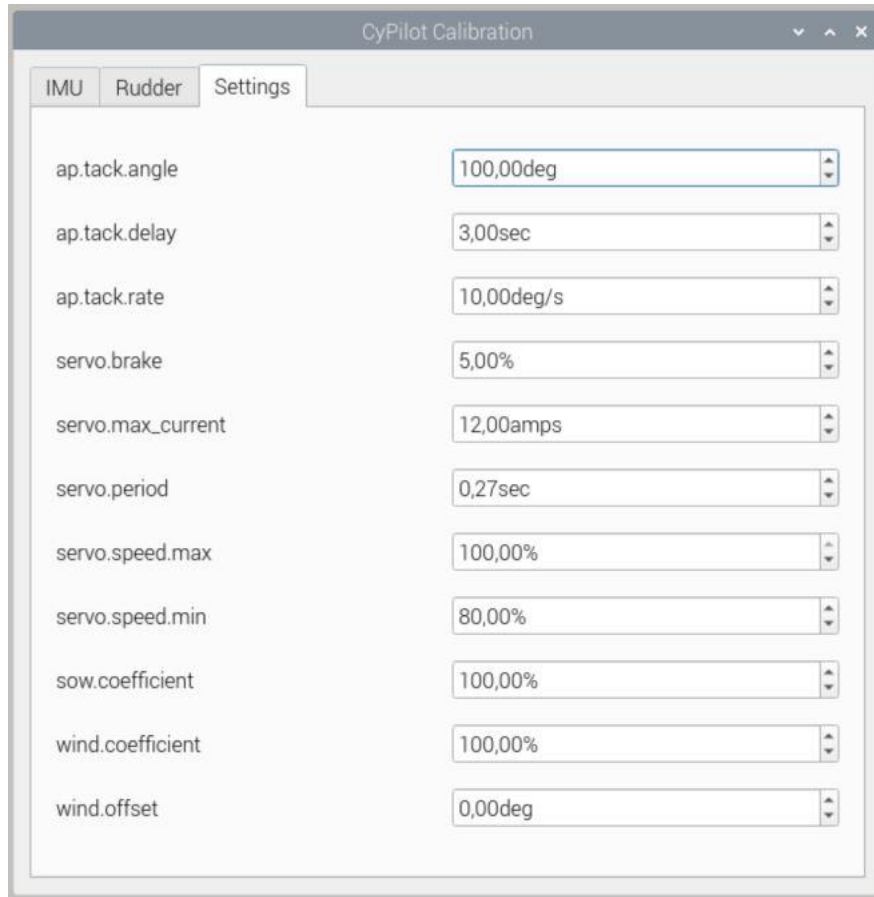 CyPilot Calibration
IMU Rudder Settings
ap.tack.angle 100,00deg
ap.tack.delay 3,00sec
ap.tack.rate 10,00deg/s
servo.brake 5,00%
servo.max_current 12,00amps
servo.period 0,27sec
servo.speed.max 100,00%
servo.speed.min 80,00%
sow.coefficient 100,00%
wind.coefficient 100,00%
wind.offset 0,00deg